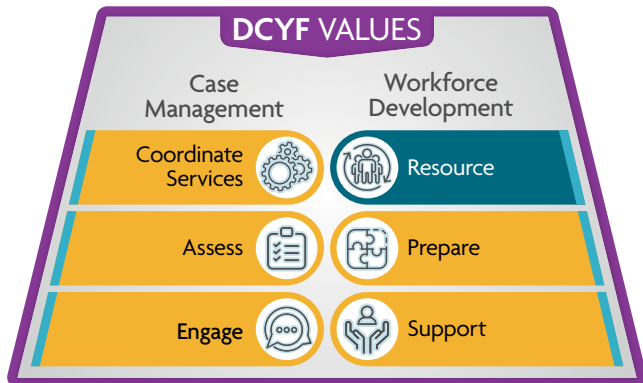 DCYF VALUES
Case
Management
Workforce
Development
Coordinate
Services
Resource
Assess
Prepare
Engage
Support